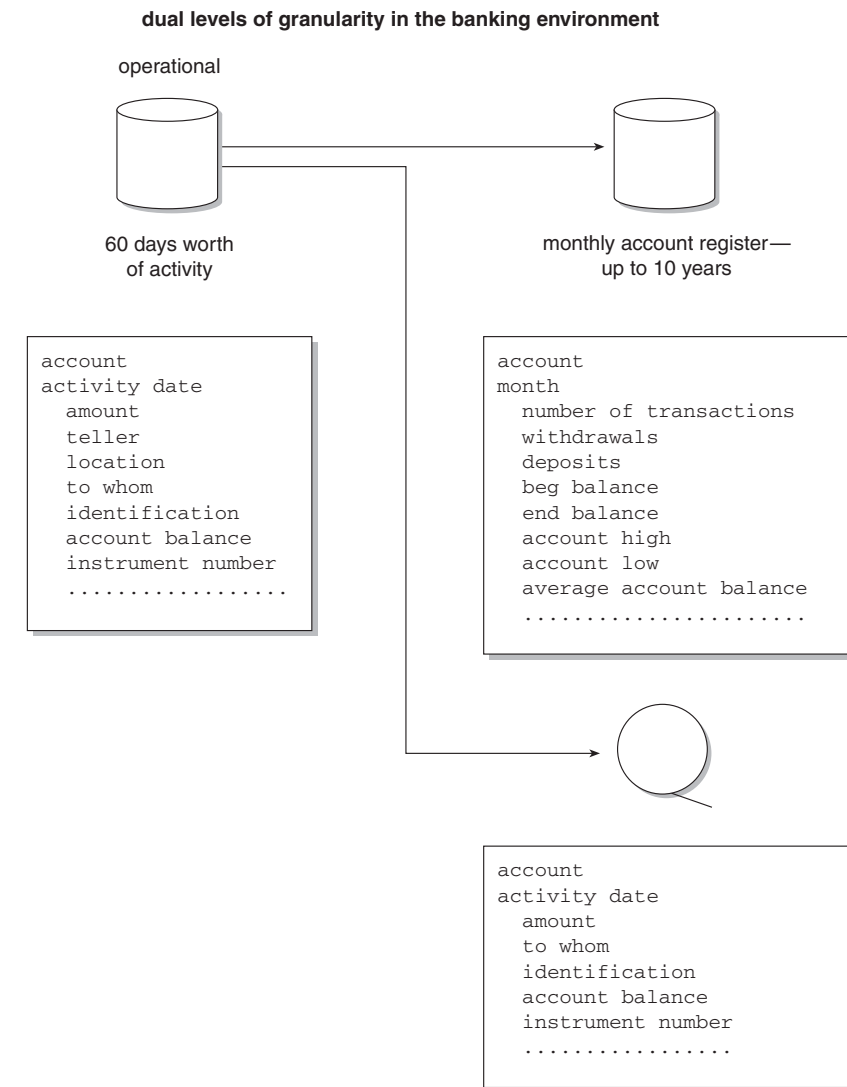 dual levels of granularity in the banking environment
operational
60 days worth
of activity
monthly account register—
up to 10 years
account
activity date
amount
teller
location
to whom
identification
account balance
instrument number
..................
account
month
number of transactions
withdrawals
deposits
beg balance
end balance
account high
account low
average account balance
.......................
account
activity date
amount
to whom
identification
account balance
instrument number
.................